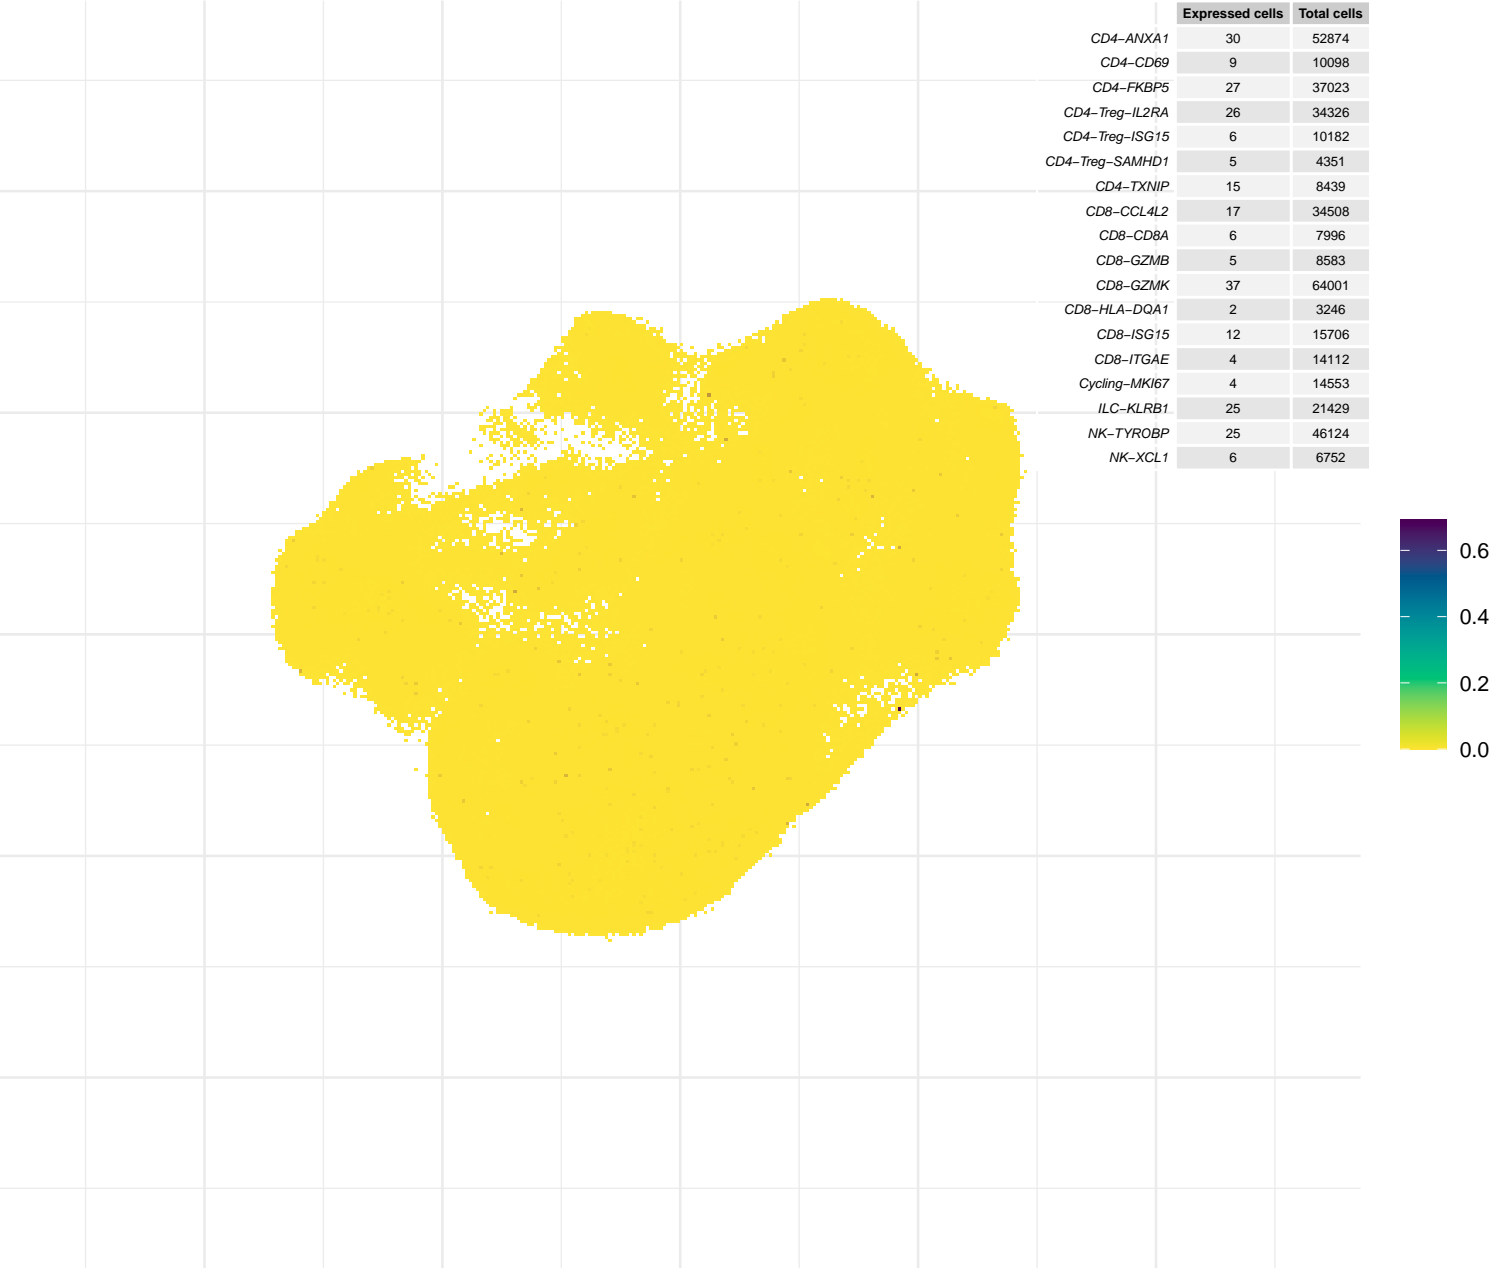 Expressed cells Total cells
CD4−ANXA1 30 52874
CD4−CD69 9 10098
CD4−FKBP5 27 37023
CD4−Treg−IL2RA 26 34326
CD4−Treg−ISG15 6 10182
CD4−Treg−SAMHD1 5 4351
CD4−TXNIP 15 8439
CD8−CCL4L2 17 34508
CD8−CD8A 6 7996
CD8−GZMB 5 8583
CD8−GZMK 37 64001
CD8−HLA−DQA1 2 3246
CD8−ISG15 12 15706
CD8−ITGAE 4 14112
Cycling−MKI67 4 14553
ILC−KLRB1 25 21429
NK−TYROBP 25 46124
NK−XCL1 6 6752
0.6
0.4
0.2
0.0